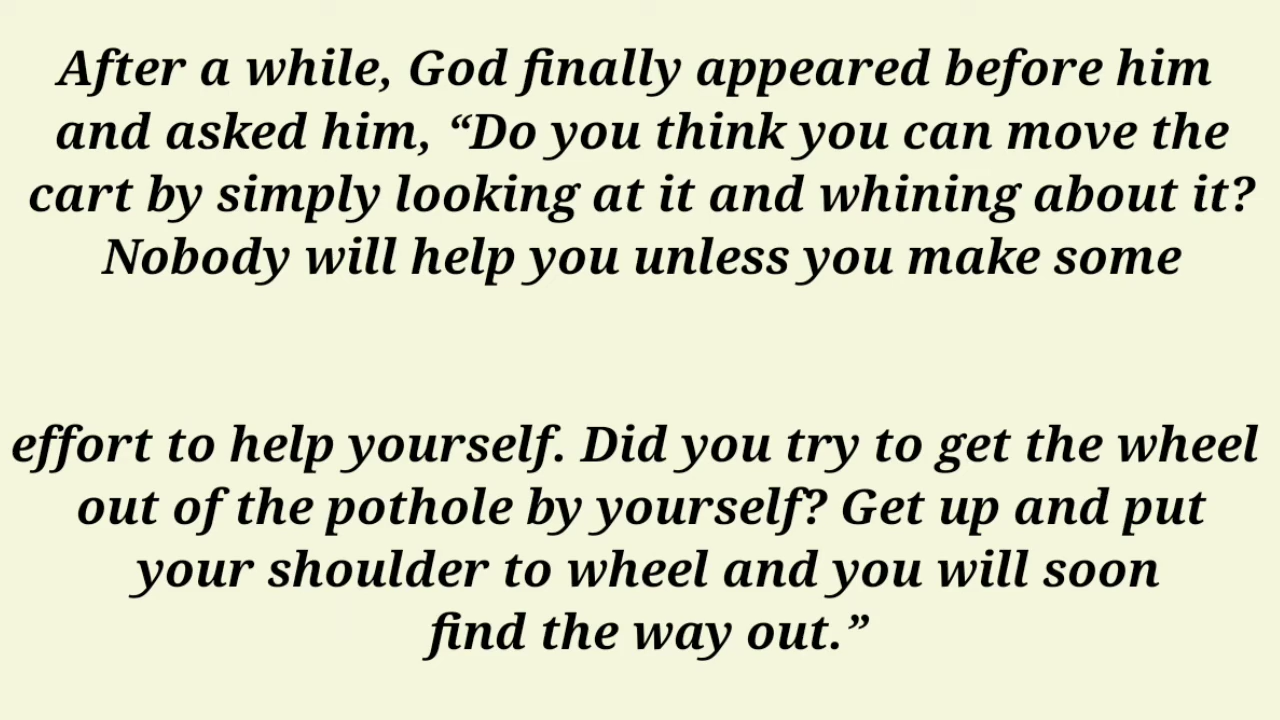 After a while, God finally appeared before him
and asked him, “Do you think you can move the
cart by simply looking at it and whining about it?
Nobody will help you unless you make some
effort to help yourself. Did you try to get the wheel
out of the pothole by yourself? Get up and put
your shoulder to wheel and you will soon
find the way out.”